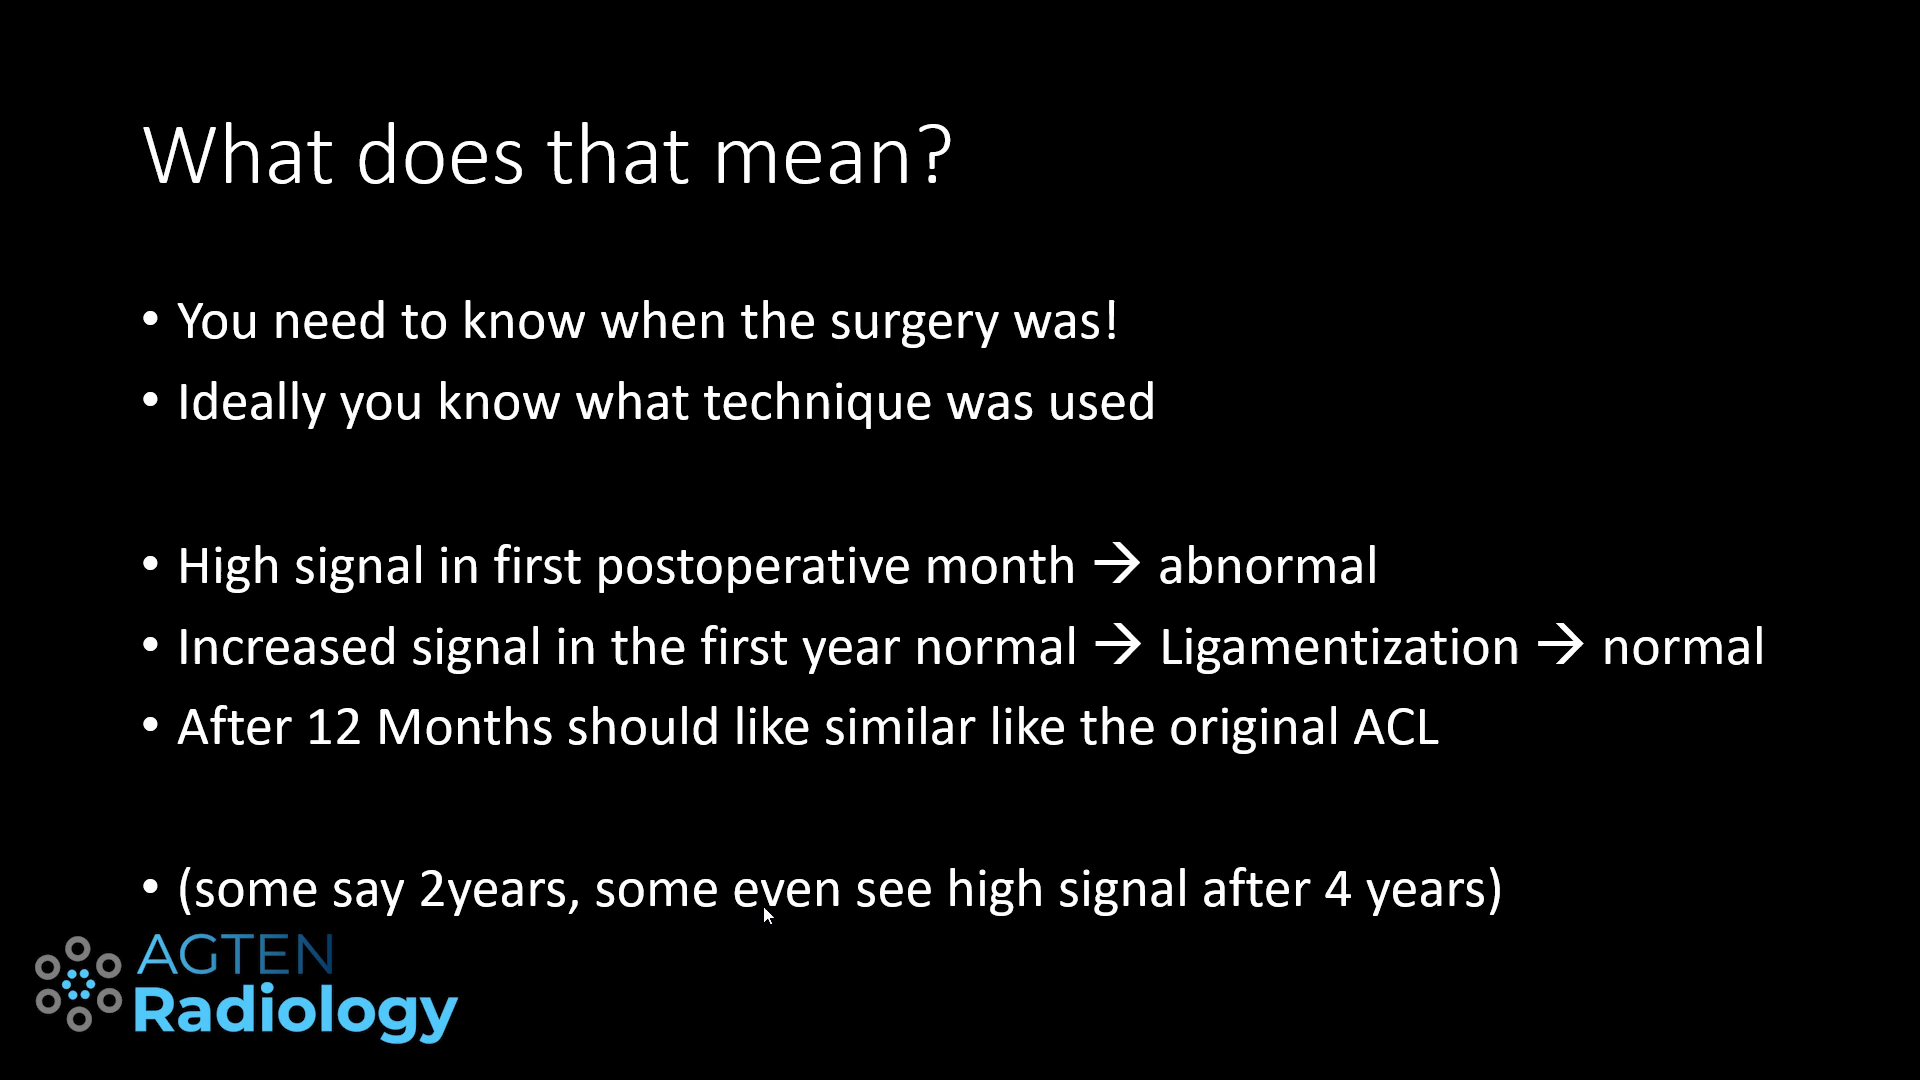 What does that mean?
• You need to know when the surgery was!
• Ideally you know what technique was used
• High signal in first postoperative month → abnormal
• Increased signal in the first year normal → Ligamentization → normal
• After 12 Months should like similar like the original ACL
• (some say 2years, some even see high signal after 4 years)
AGTEN
Radiology